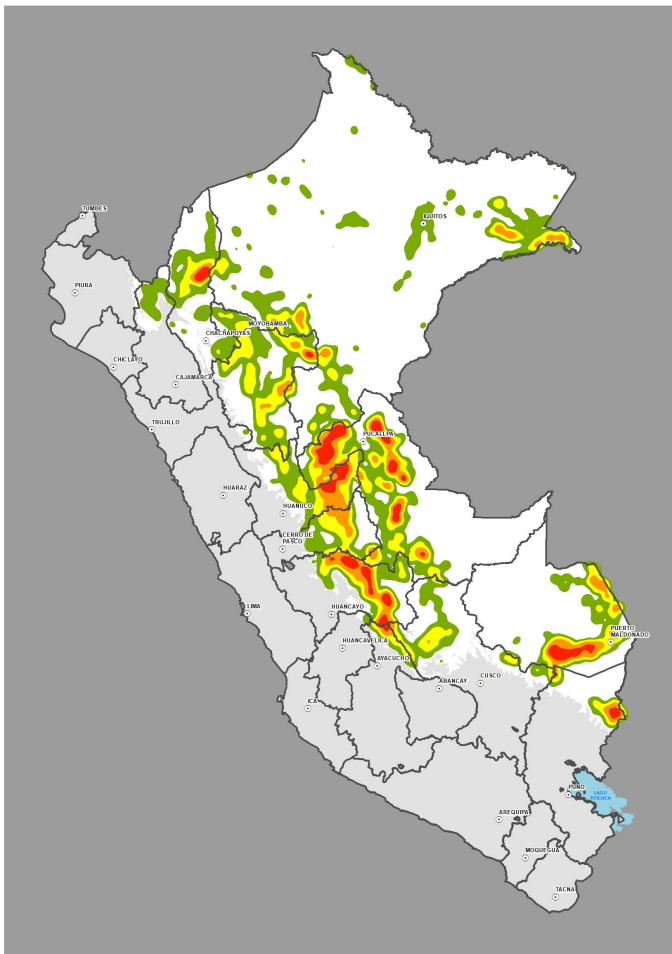 TUMBES
IQUITOS
PIURA
MOYOBAMBA
CHACHAPOYAS
CHICLAYO
CAJAMARCA
TRUJILLO
PUCALLPA
HUARAZ
HUANUCO
CERRO DE
PASCO
LIMA
HUANCAYO
PUERTO
MALDONADO
HUANCAVELICA
AYACUCHO
CUSCO
ABANCAY
ICA
PUNO
LAGO
TITICACA
AREQUIPA
MOQUEGUA
TACNA